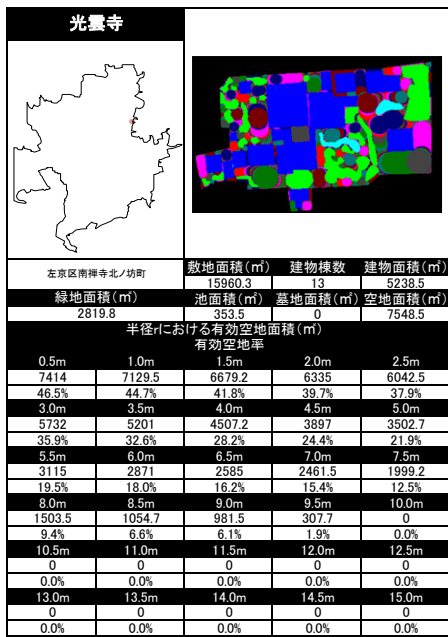 光雲寺
左京区南禅寺北ノ坊町
敷地面積(㎡) 建物棟数 建物面積(㎡)
15960.3 13 5238.5
緑地面積(㎡) 池面積(㎡) 墓地面積(㎡) 空地面積(㎡)
2819.8 353.5 0 7548.5
半径rにおける有効空地面積(㎡)
有効空地率
0.5m 1.0m 1.5m 2.0m 2.5m
7414 7129.5 6679.2 6335 6042.5
46.5% 44.7% 41.8% 39.7% 37.9%
3.0m 3.5m 4.0m 4.5m 5.0m
5732 5201 4507.2 3897 3502.7
35.9% 32.6% 28.2% 24.4% 21.9%
5.5m 6.0m 6.5m 7.0m 7.5m
3115 2871 2585 2461.5 1999.2
19.5% 18.0% 16.2% 15.4% 12.5%
8.0m 8.5m 9.0m 9.5m 10.0m
1503.5 1054.7 981.5 307.7 0
9.4% 6.6% 6.1% 1.9% 0.0%
10.5m 11.0m 11.5m 12.0m 12.5m
0 0 0 0 0
0.0% 0.0% 0.0% 0.0% 0.0%
13.0m 13.5m 14.0m 14.5m 15.0m
0 0 0 0 0
0.0% 0.0% 0.0% 0.0% 0.0%